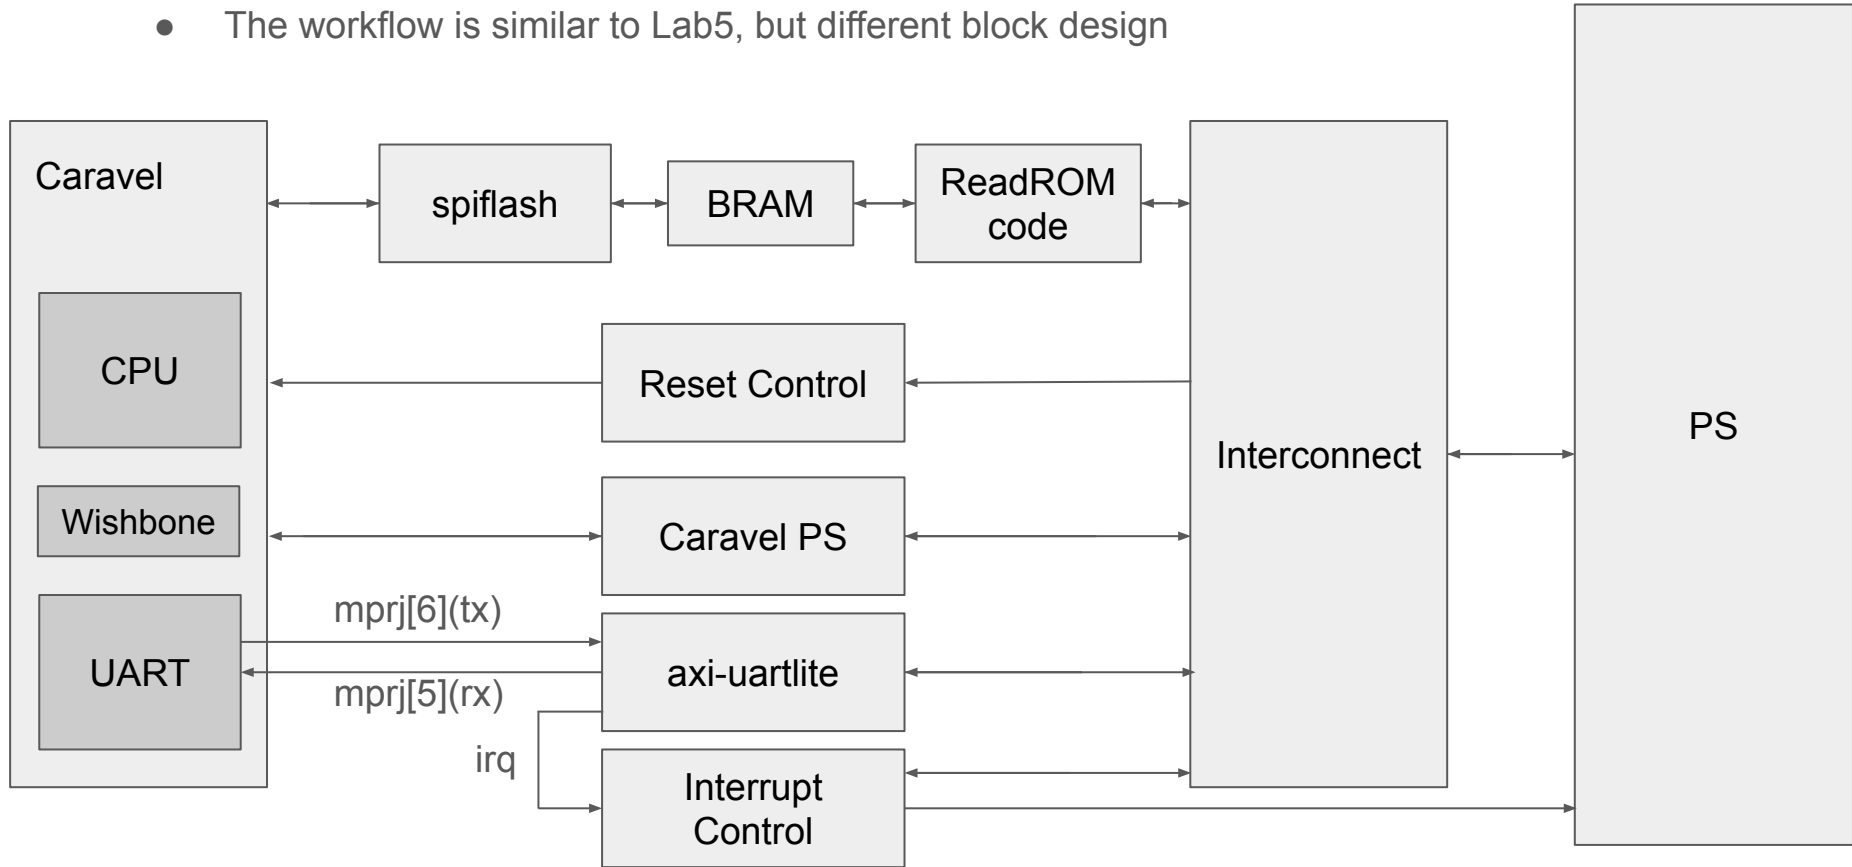 ● The workflow is similar to Lab5, but different block design
Caravel
spiflash
BRAM
ReadROM
code
CPU
Reset Control
Interconnect
PS
Wishbone
Caravel PS
mprj[6](tx)
UART
axi-uartlite
mprj[5](rx)
irq
Interrupt
Control